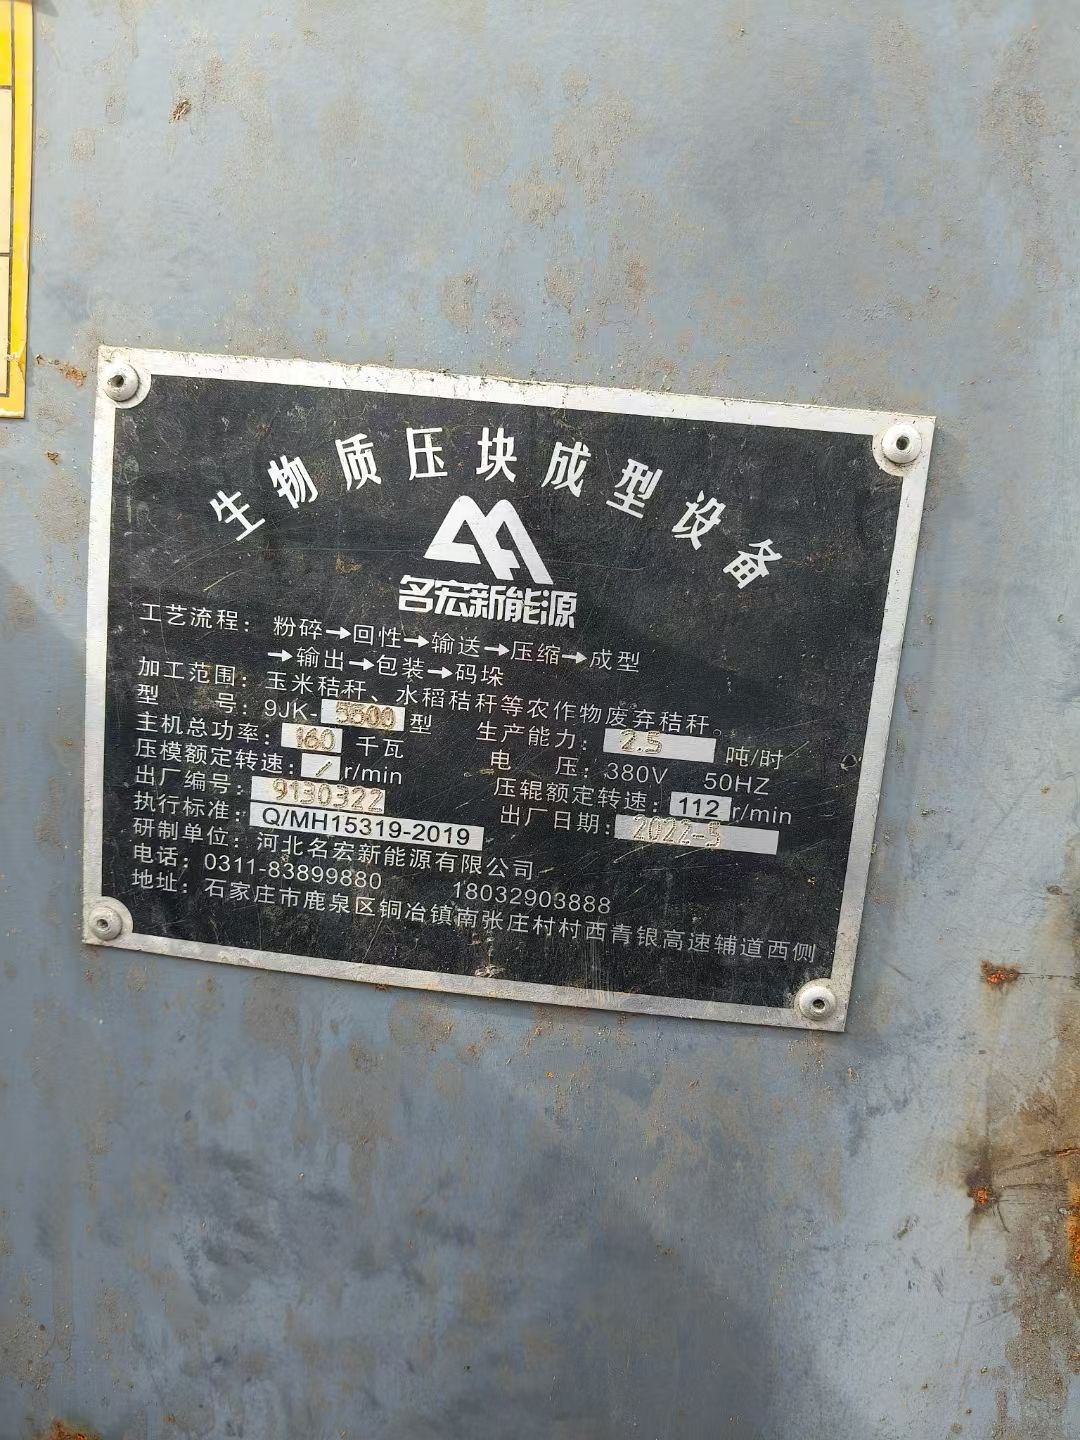 生物质压块成型设备
名宏新能源
工艺流程：粉碎→回性→输送→压缩→成型
→输出→包装→码垛
加工范围：玉米秸秆、水稻秸秆等农作物废弃秸秆。
型 号：9JK-5500型 生产能力：2.5 吨/时
主机总功率：160 千瓦 电 压：380V 50HZ
压模额定转速：/ r/min 压辊额定转速：112 r/min
出厂编号：9130322 出厂日期：2022-5
执行标准：Q/MH15319-2019
研制单位：河北名宏新能源有限公司
电话：0311-83899880 18032903888
地址：石家庄市鹿泉区铜冶镇南张庄村村西青银高速辅道西侧